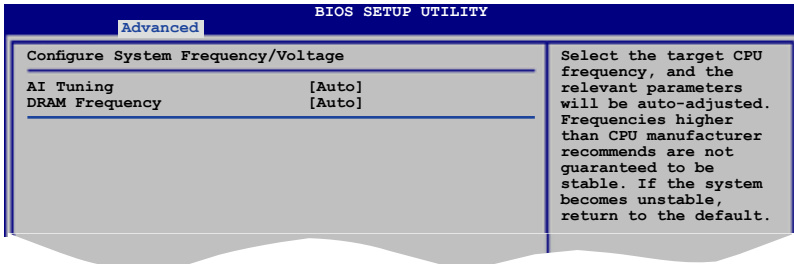 BIOS SETUP UTILITY
Advanced
Configure System Frequency/Voltage
AI Tuning [Auto]
DRAM Frequency [Auto]
Select the target CPU
frequency, and the
relevant parameters
will be auto-adjusted.
Frequencies higher
than CPU manufacturer
recommends are not
guaranteed to be
stable. If the system
becomes unstable,
return to the default.